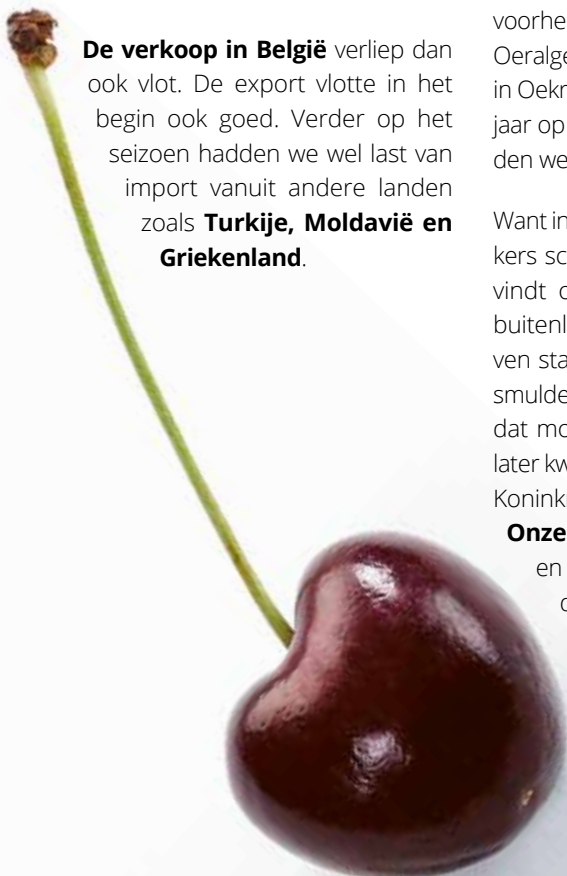 De verkoop in België verliep dan
ook vlot. De export vlotte in het
begin ook goed. Verder op het
seizoen hadden we wel last van
import vanuit andere landen
zoals Turkije, Moldavië en
Griekenland.
voorhe
Oeralge
in Oekr
jaar op
den we
Want in
kers sc
vindt o
buitenl
ven sta
smulde
dat mo
later kw
Konink
Onze
en